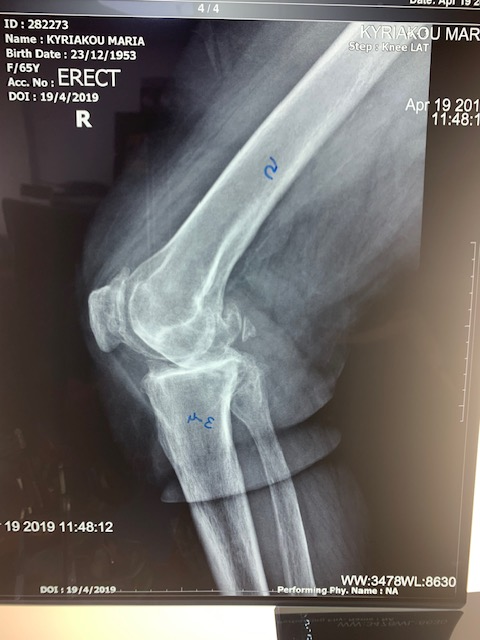 4 / 4
Date: Apr 19 2
ID : 282273
Name : KYRIAKOU MARIA
Birth Date : 23/12/1953
F/65Y
Acc. No : ERECT
DOI : 19/4/2019
R
KYRIAKOU MAR
Step : Knee LAT
Apr 19 201
11:48:1
19 2019 11:48:12
WW:3478WL:8630
DOI : 19/4/2019
Performing Phy. Name : NA